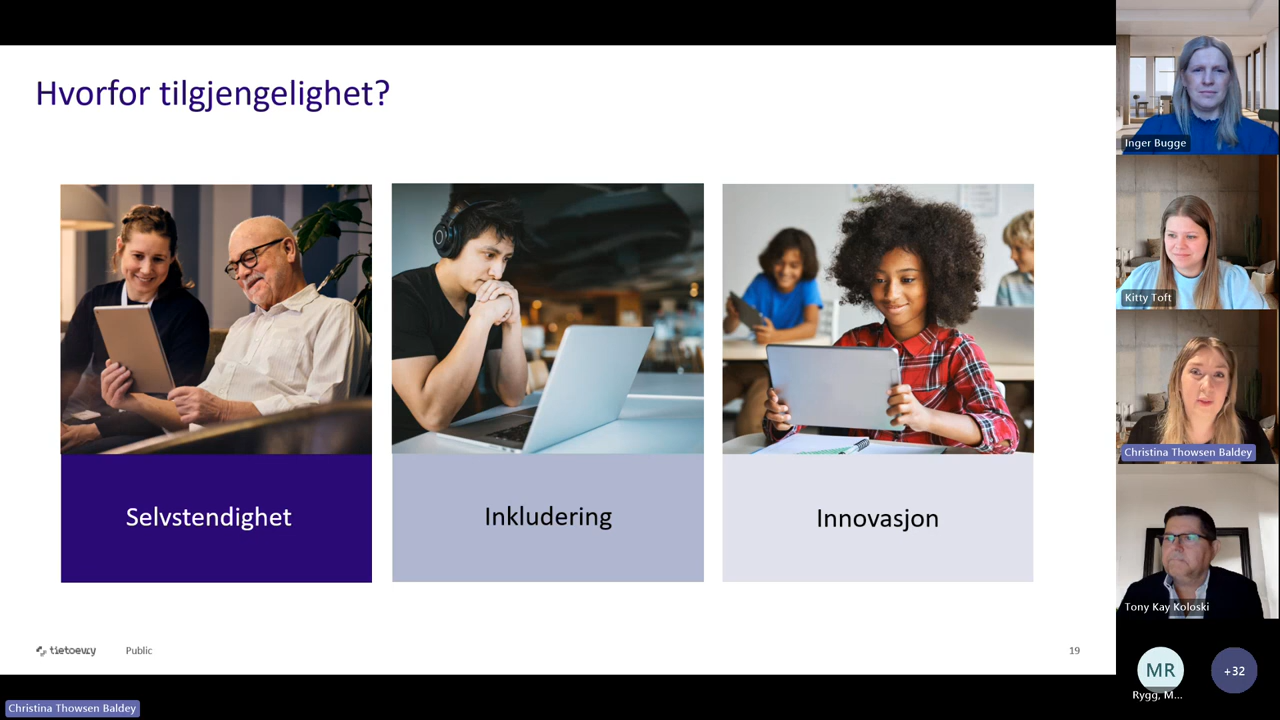 Hvorfor tilgjengelighet?
Selvstendighet
Inkludering
Innovasjon
tietoevry
Public
19
Inger Bugge
Kitty Toft
Christina Thowsen Baldey
Tony Kay Koloski
MR
+32
Rygg, M...
Christina Thowsen Baldey